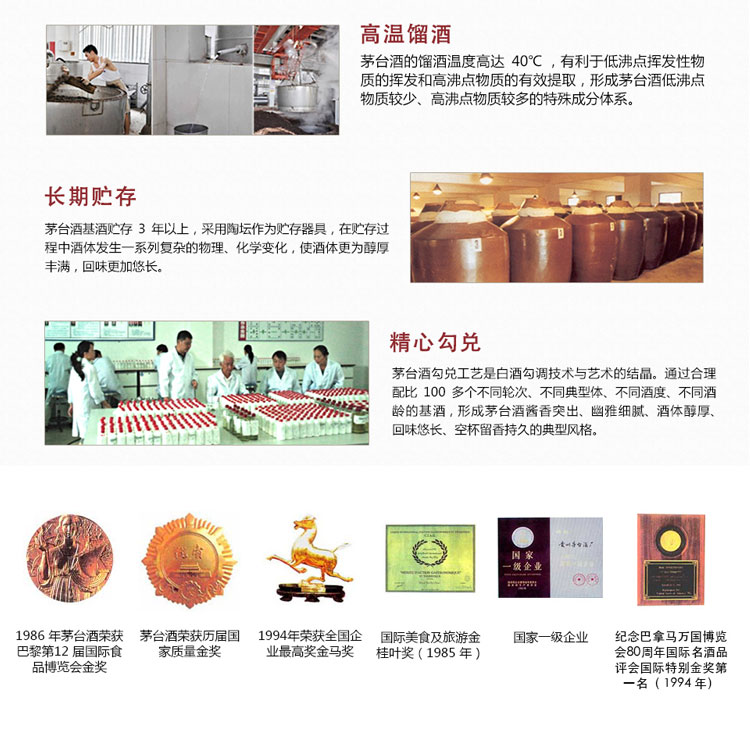 高温馏酒
茅台酒的馏酒温度高达 40℃ ，有利于低沸点挥发性物
质的挥发和高沸点物质的有效提取，形成茅台酒低沸点
物质较少、高沸点物质较多的特殊成分体系。
长期贮存
茅台酒基酒贮存 3 年以上，采用陶坛作为贮存器具，在贮存过
程中酒体发生一系列复杂的物理、化学变化，使酒体更为醇厚
丰满，回味更加悠长。
精心勾兑
茅台酒勾兑工艺是白酒勾调技术与艺术的结晶。通过合理
配比 100 多个不同轮次、不同典型体、不同酒度、不同酒
龄的基酒，形成茅台酒酱香突出、幽雅细腻、酒体醇厚、
回味悠长、空杯留香持久的典型风格。
国家
一级企业
贵州茅台酒厂
1986 年茅台酒荣获
巴黎第12 届国际食
品博览会金奖
茅台酒荣获历届国
家质量金奖
1994年荣获全国企
业最高奖金马奖
国际美食及旅游金
桂叶奖（1985 年）
国家一级企业
纪念巴拿马万国博览
会80周年国际名酒品
评会国际特别金奖第
一名（ 1994 年）